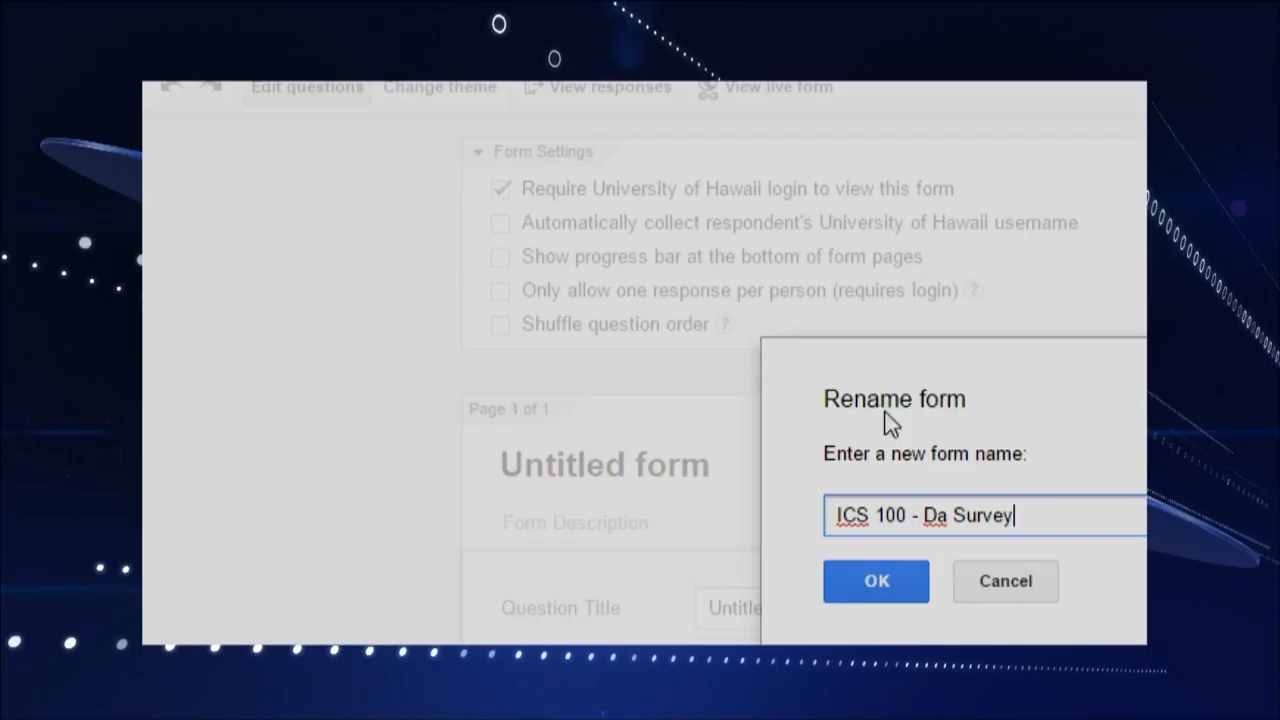 Edit questions Change theme View responses View live form
Form Settings
Require University of Hawaii login to view this form
Automatically collect respondent's University of Hawaii username
Show progress bar at the bottom of form pages
Only allow one response per person (requires login) ?
Shuffle question order ?
Page 1 of 1
Untitled form
Form Description
Question Title Untitle
Rename form
Enter a new form name:
ICS 100 - Da Survey
OK Cancel